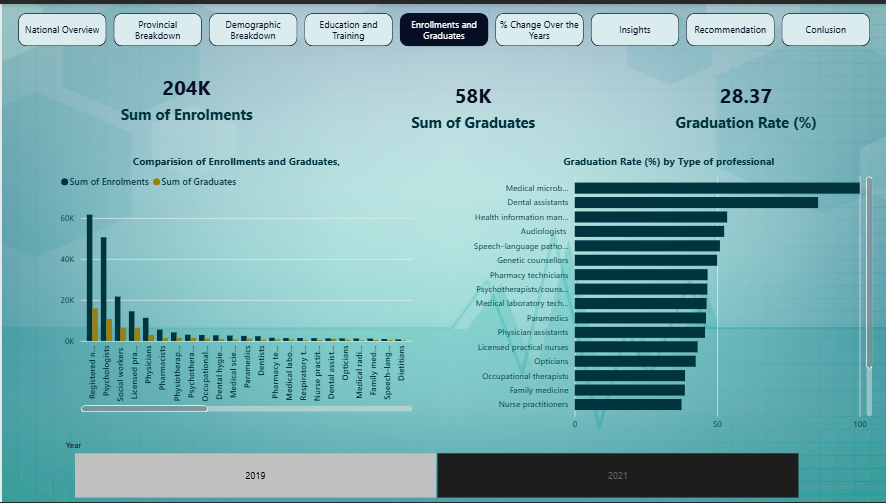 National Overview
Provincial
Breakdown
Demographic
Breakdown
Education and
Training
Enrollments and
Graduates
% Change Over the
Years
Insights
Recommendation
Conlusion
204K
Sum of Enrolments
58K
Sum of Graduates
28.37
Graduation Rate (%)
Comparision of Enrollments and Graduates,
Sum of Enrolments Sum of Graduates
60K
40K
20K
0K
Registered n...
Psychologists
Social workers
Licensed pra...
Physicians
Pharmacists
Physiotherap...
Psychothera...
Occupational...
Dental hygie...
Medical scie...
Paramedics
Dentists
Pharmacy te...
Medical labo...
Respiratory t...
Nurse practit...
Dental assist...
Opticians
Medical radi...
Family med...
Speech-lang...
Dietitians
Graduation Rate (%) by Type of professional
Medical microb...
Dental assistants
Health information man...
Audiologists
Speech-language patho...
Genetic counsellors
Pharmacy technicians
Psychotherapists/couns...
Medical laboratory tech...
Paramedics
Physician assistants
Licensed practical nurses
Opticians
Occupational therapists
Family medicine
Nurse practitioners
0 50 100
Year
2019
2021